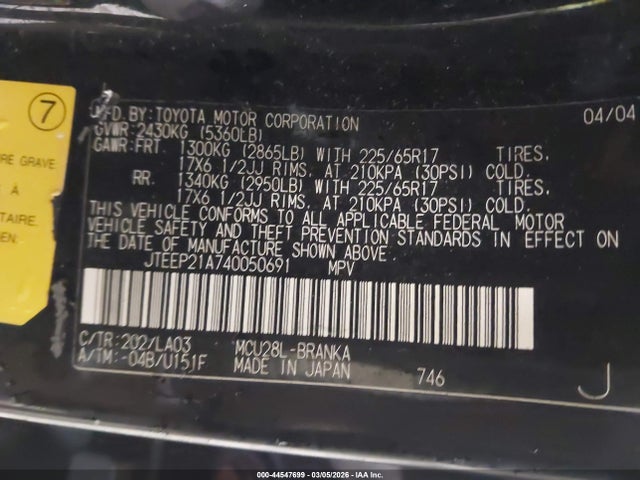 7
URE GRAVE.
À
TAIRE.
EN:
MFD. BY: TOYOTA MOTOR CORPORATION 04/04
GVWR: 2430KG (5360LB)
GAWR: FRT. 1300KG (2865LB) WITH 225/65R17 TIRES,
17X6 1/2JJ RIMS, AT 210KPA (30PSI) COLD.
RR. 1340KG (2950LB) WITH 225/65R17 TIRES,
17X6 1/2JJ RIMS, AT 210KPA (30PSI) COLD.
THIS VEHICLE CONFORMS TO ALL APPLICABLE FEDERAL MOTOR
VEHICLE SAFETY AND THEFT PREVENTION STANDARDS IN EFFECT ON
THE DATE OF MANUFACTURE SHOWN ABOVE.
JTEEP21A740050691 MPV
C/TR: 202/LA03 MCU28L-BRANKA
A/TM: -04B/U151F MADE IN JAPAN 746 J
000-44547699 - 03/05/2026 - IAA Inc.